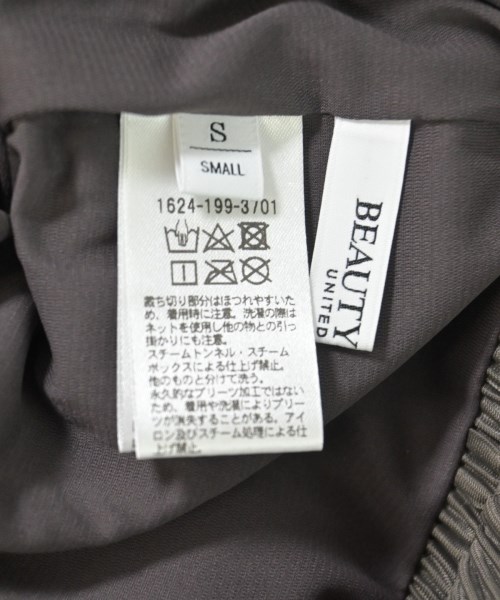 S
SMALL
1624-199-3/01
裁ち切り部分はほつれやすいた
め、着用時に注意。洗濯の際は
ネットを使用し他の物との引っ
掛かりにも注意。
スチームトンネル・スチーム
ボックスによる仕上げ禁止。
他のものと分けて洗う。
永久的なプリーツ加工ではない
ため、着用や洗濯によりプリー
ツが消失することがある。アイ
ロン及びスチーム処理による仕
上げ禁止。
BEAUTY
UNITED